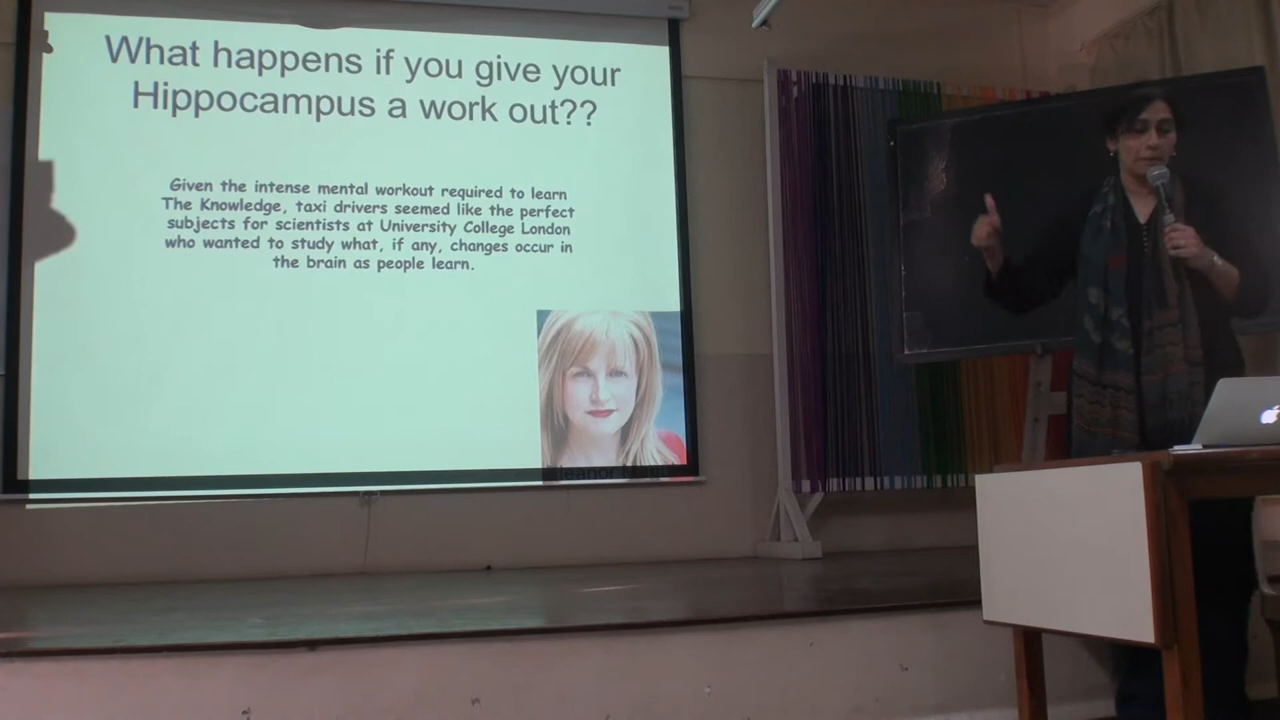 What happens if you give your
Hippocampus a work out??
Given the intense mental workout required to learn
The Knowledge, taxi drivers seemed like the perfect
subjects for scientists at University College London
who wanted to study what, if any, changes occur in
the brain as people learn.
Eleanor